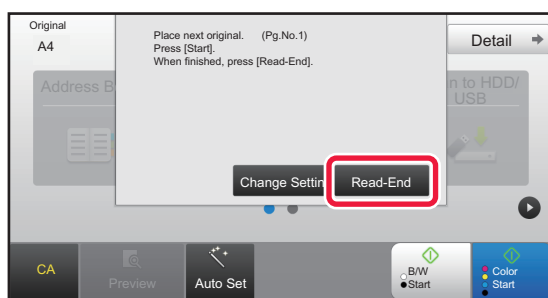 Original
A4
Place next original. (Pg.No.1)
Press [Start].
When finished, press [Read-End].
Detail
Address B
n to HDD/
USB
Change Settin
Read-End
CA
Preview
Auto Set
B/W
Start
Color
Start